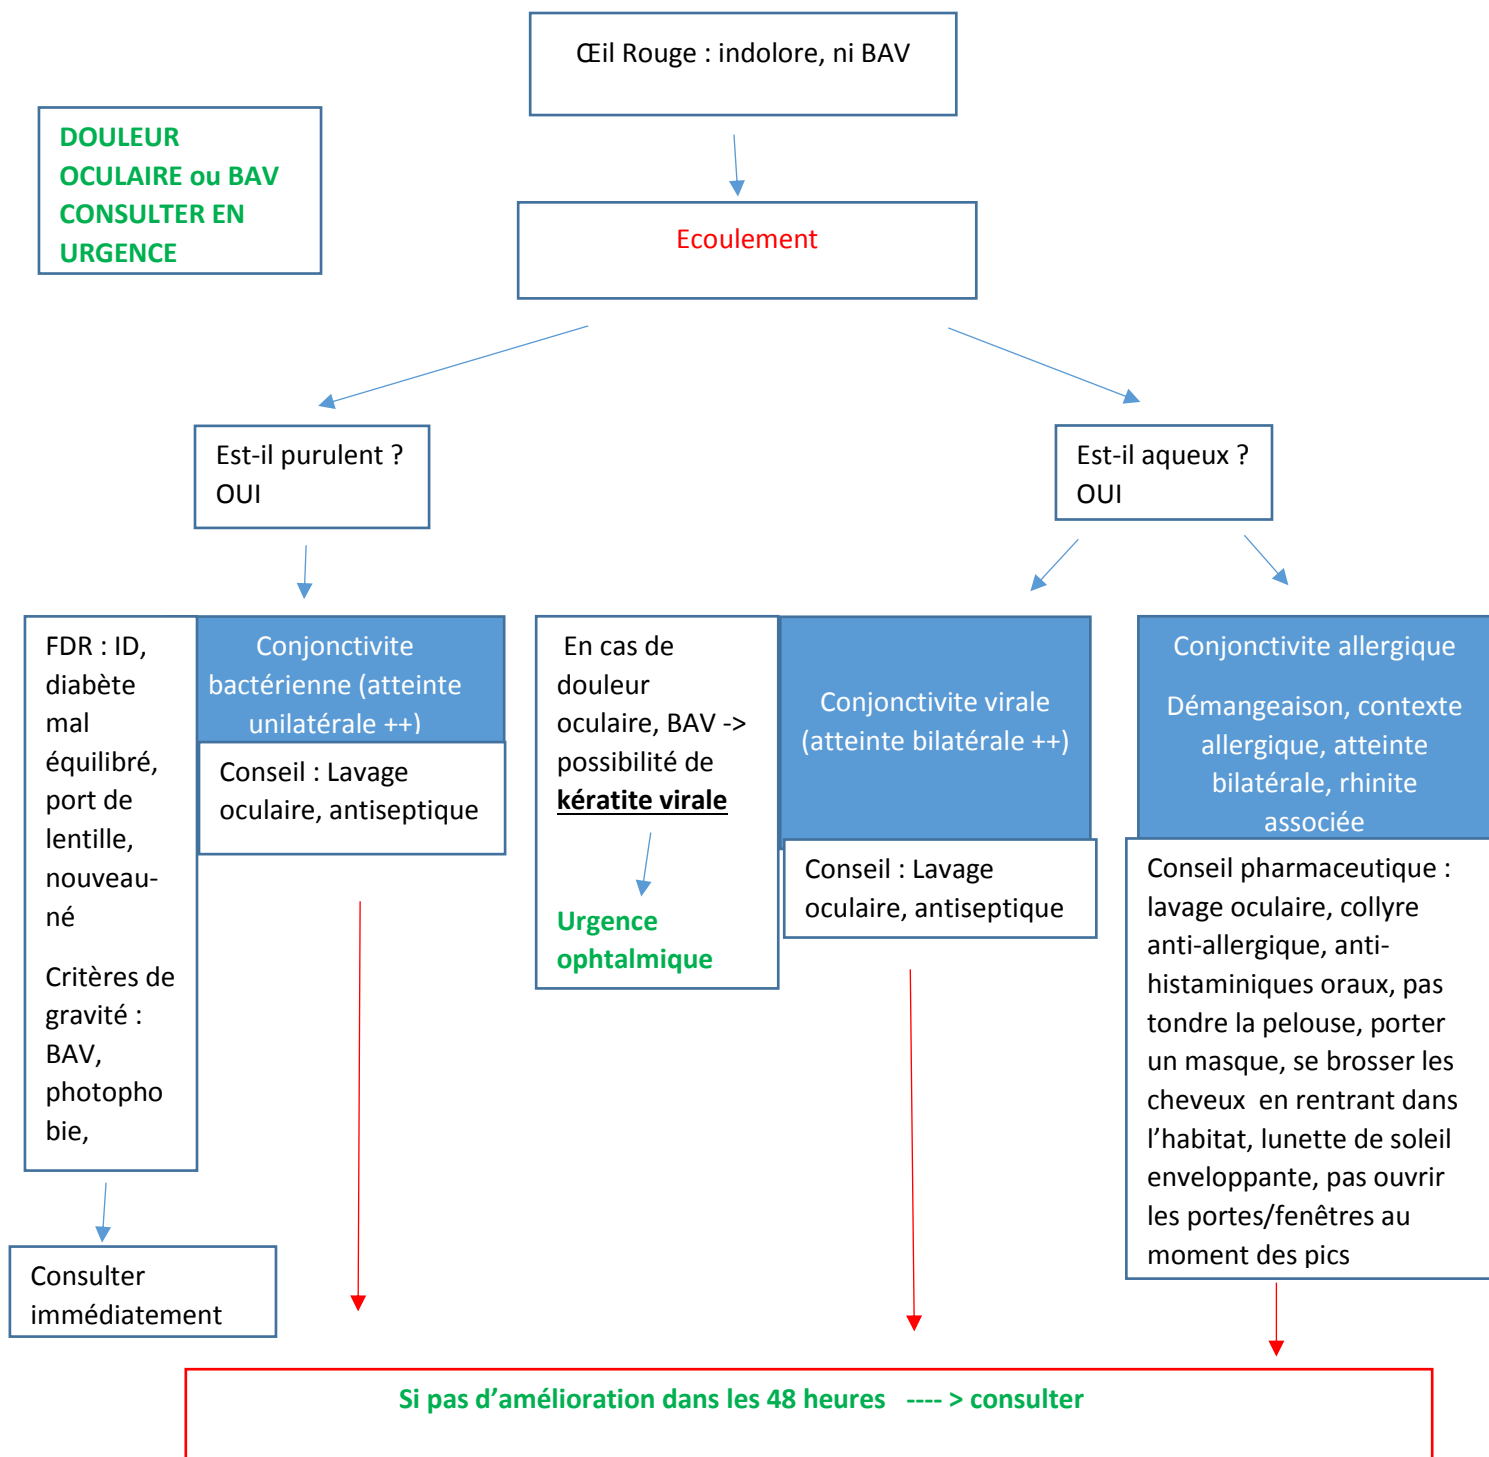 Œil Rouge : indolore, ni BAV
DOULEUR
OCULAIRE ou BAV
CONSULTER EN
URGENCE
Ecoulement
Est-il purulent ?
OUI
Est-il aqueux ?
OUI
FDR : ID,
diabète
mal
équilibré,
port de
lentille,
nouveau-
né
Critères de
gravité :
BAV,
photopho
bie,
Consulter
immédiatement
Conjonctivite
bactérienne (atteinte
unilatérale ++)
Conseil : Lavage
oculaire, antiseptique
En cas de
douleur
oculaire, BAV ->
possibilité de
kératite virale
Urgence
ophtalmique
Conjonctivite virale
(atteinte bilatérale ++)
Conseil : Lavage
oculaire, antiseptique
Conjonctivite allergique
Démangeaison, contexte
allergique, atteinte
bilatérale, rhinite
associée
Conseil pharmaceutique :
lavage oculaire, collyre
anti-allergique, anti-
histaminiques oraux, pas
tondre la pelouse, porter
un masque, se brosser les
cheveux  en rentrant dans
l’habitat, lunette de soleil
enveloppante, pas ouvrir
les portes/fenêtres au
moment des pics
Si pas d’amélioration dans les 48 heures   ---- > consulter